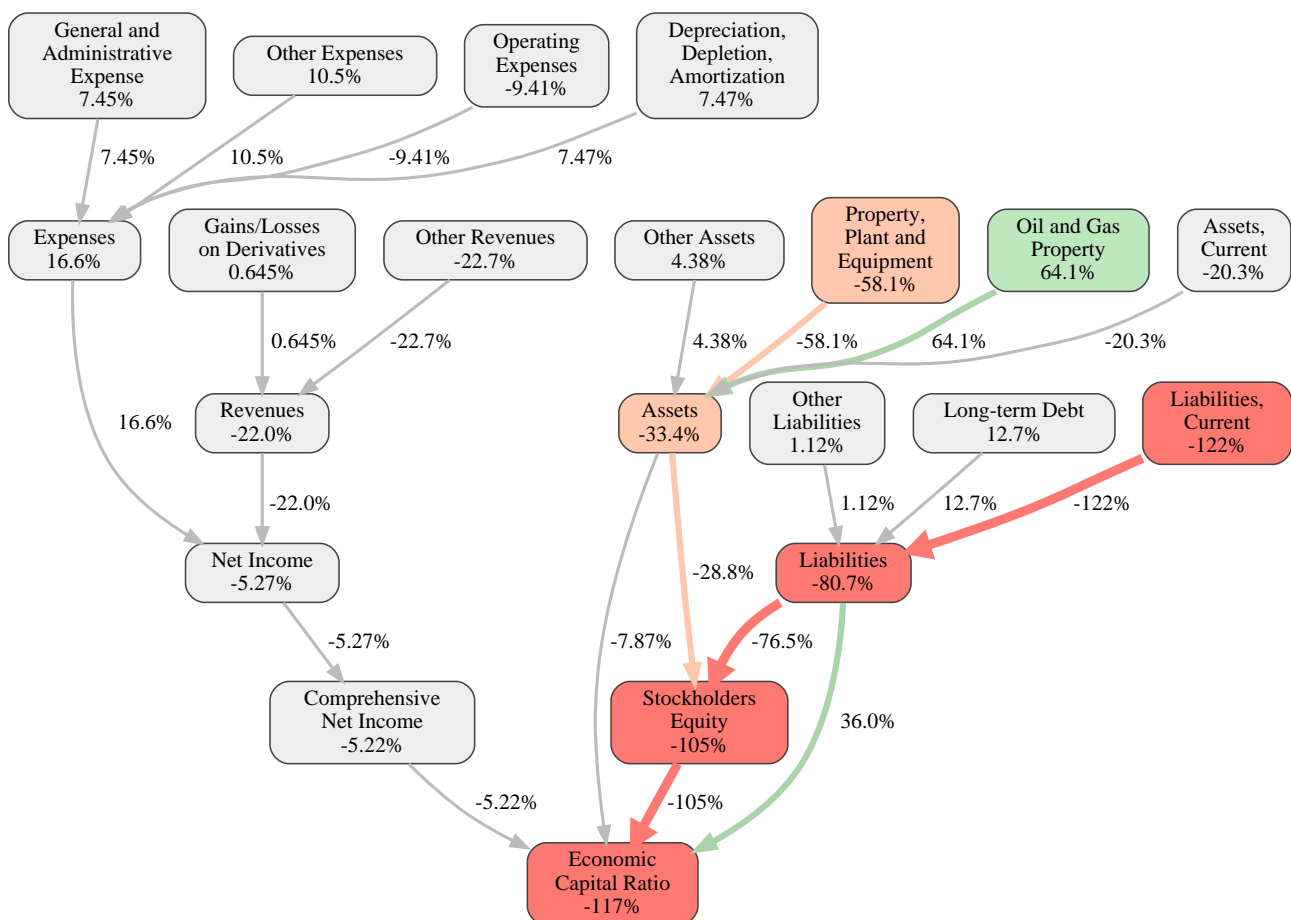 General and
Administrative
Expense
7.45%
Other Expenses
10.5%
Operating
Expenses
-9.41%
Depreciation,
Depletion,
Amortization
7.47%
7.45%
10.5%
-9.41%
7.47%
Expenses
16.6%
Gains/Losses
on Derivatives
0.645%
Other Revenues
-22.7%
Other Assets
4.38%
Property,
Plant and
Equipment
-58.1%
Oil and Gas
Property
64.1%
Assets,
Current
-20.3%
0.645%
-22.7%
4.38%
-58.1%
64.1%
-20.3%
16.6%
Revenues
-22.0%
Assets
-33.4%
Other
Liabilities
1.12%
Long-term Debt
12.7%
Liabilities,
Current
-122%
-22.0%
1.12%
12.7%
-122%
Net Income
-5.27%
-28.8%
Liabilities
-80.7%
-5.27%
-7.87%
-76.5%
Comprehensive
Net Income
-5.22%
Stockholders
Equity
-105%
36.0%
-5.22%
-105%
Economic
Capital Ratio
-117%